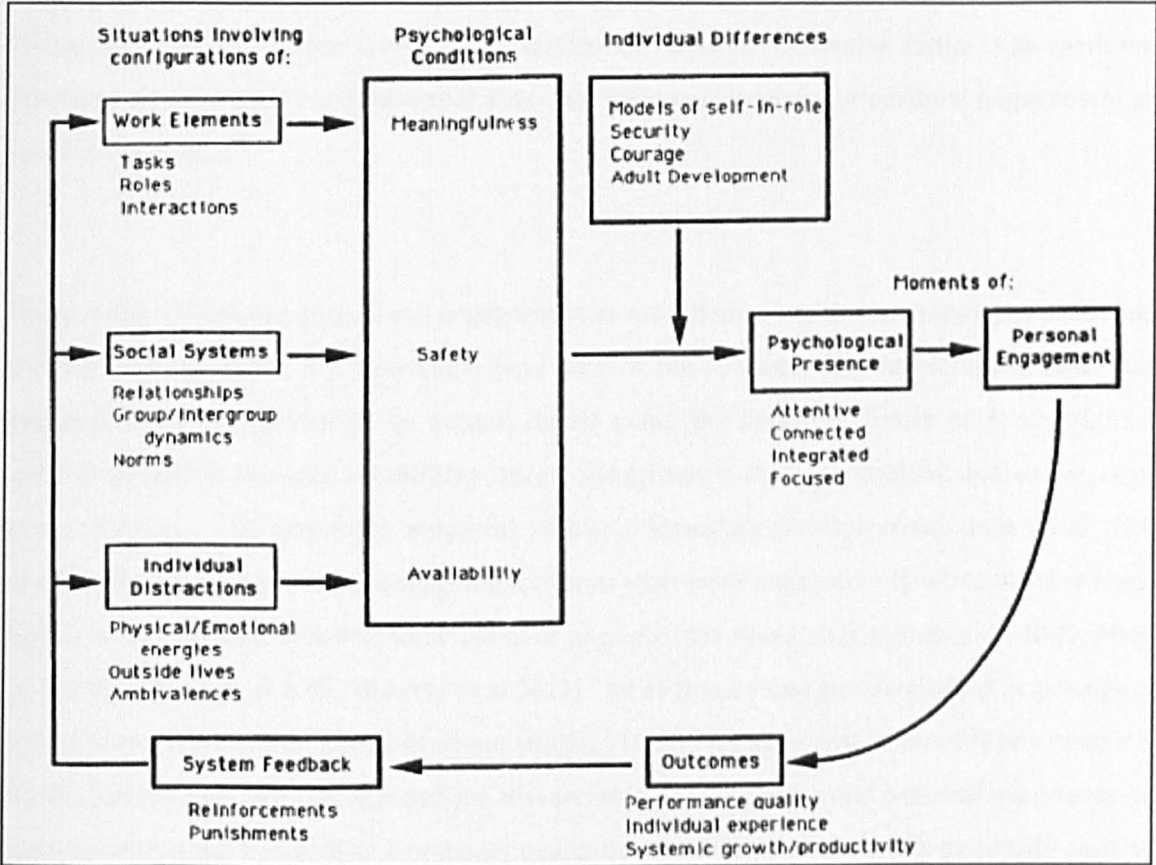 Situations Involving
configurations of:
Psychological
Conditions
Individual Differences
Work Elements
Tasks
Roles
Interactions
Meaningfulness
Models of self-in-role
Security
Courage
Adult Development
Moments of:
Social Systems
Relationships
Group/Intergroup
dynamics
Norms
Safety
Psychological
Presence
Attentive
Connected
Integrated
Focused
Personal
Engagement
Individual
Distractions
Physical/Emotional
energies
Outside lives
Ambivalences
Availability
System Feedback
Reinforcements
Punishments
Outcomes
Performance quality
Individual experience
Systemic growth/productivity